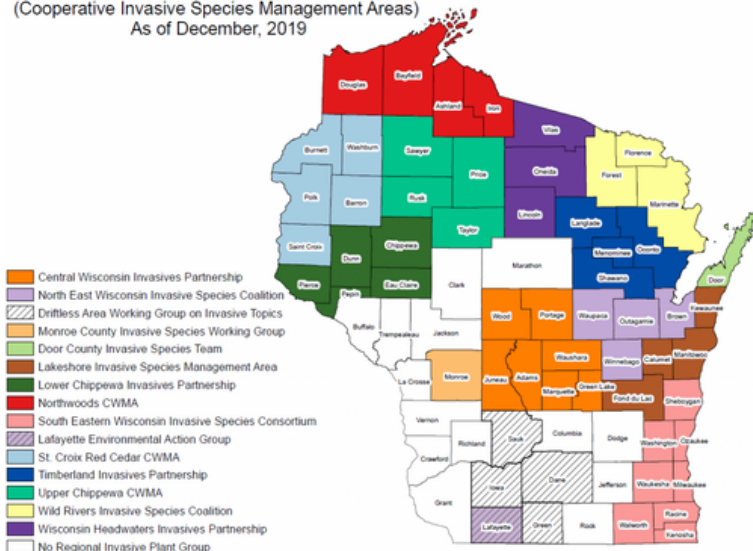 (Cooperative Invasive Species Management Areas)
As of December, 2019
Douglas
Bayfield
Ashland
Iron
Vilas
Burnett
Washburn
Sawyer
Price
Oneida
Florence
Forest
Marinette
Polk
Barron
Rusk
Lincoln
Taylor
Langlade
Menominee
Oconto
Shawano
Saint Croix
Dunn
Chippewa
Marathon
Door
Pierce
Eau Claire
Clark
Pepin
Wood
Portage
Waupaca
Outagamie
Brown
Kewaunee
Buffalo
Trempealeau
Jackson
Waushara
Winnebago
Calumet
Manitowoc
La Crosse
Monroe
Juneau
Adams
Marquette
Green Lake
Fond du Lac
Sheboygan
Vernon
Richland
Sauk
Columbia
Dodge
Washington
Ozaukee
Crawford
Iowa
Dane
Jefferson
Waukesha
Milwaukee
Grant
Lafayette
Green
Rock
Walworth
Racine
Kenosha
Central Wisconsin Invasives Partnership
North East Wisconsin Invasive Species Coalition
Driftless Area Working Group on Invasive Topics
Monroe County Invasive Species Working Group
Door County Invasive Species Team
Lakeshore Invasive Species Management Area
Lower Chippewa Invasives Partnership
Northwoods CWMA
South Eastern Wisconsin Invasive Species Consortium
Lafayette Environmental Action Group
St. Croix Red Cedar CWMA
Timberland Invasives Partnership
Upper Chippewa CWMA
Wild Rivers Invasive Species Coalition
Wisconsin Headwaters Invasives Partnership
No Regional Invasive Plant Group